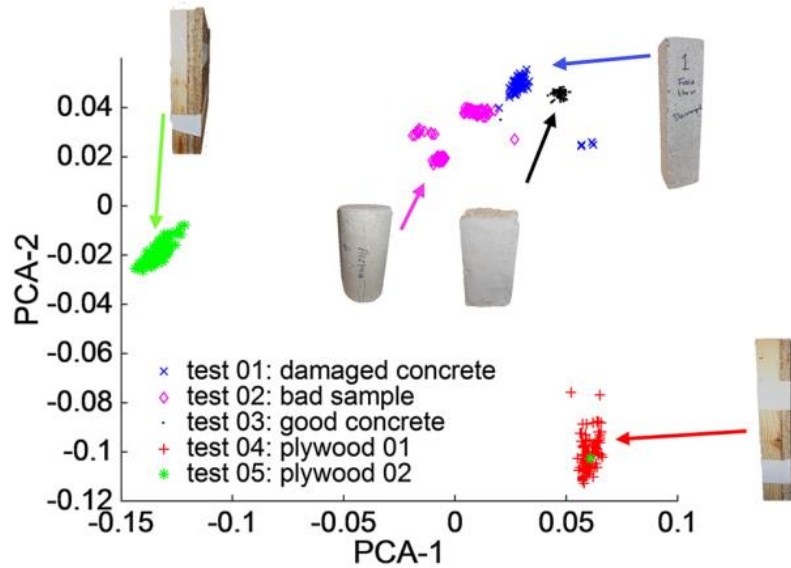 0.04
0.02
0
-0.02
-0.04
-0.06
-0.08
-0.1
-0.12
PCA-2
-0.15
-0.1
-0.05
0
0.05
0.1
PCA-1
test 01: damaged concrete
test 02: bad sample
test 03: good concrete
test 04: plywood 01
test 05: plywood 02
1